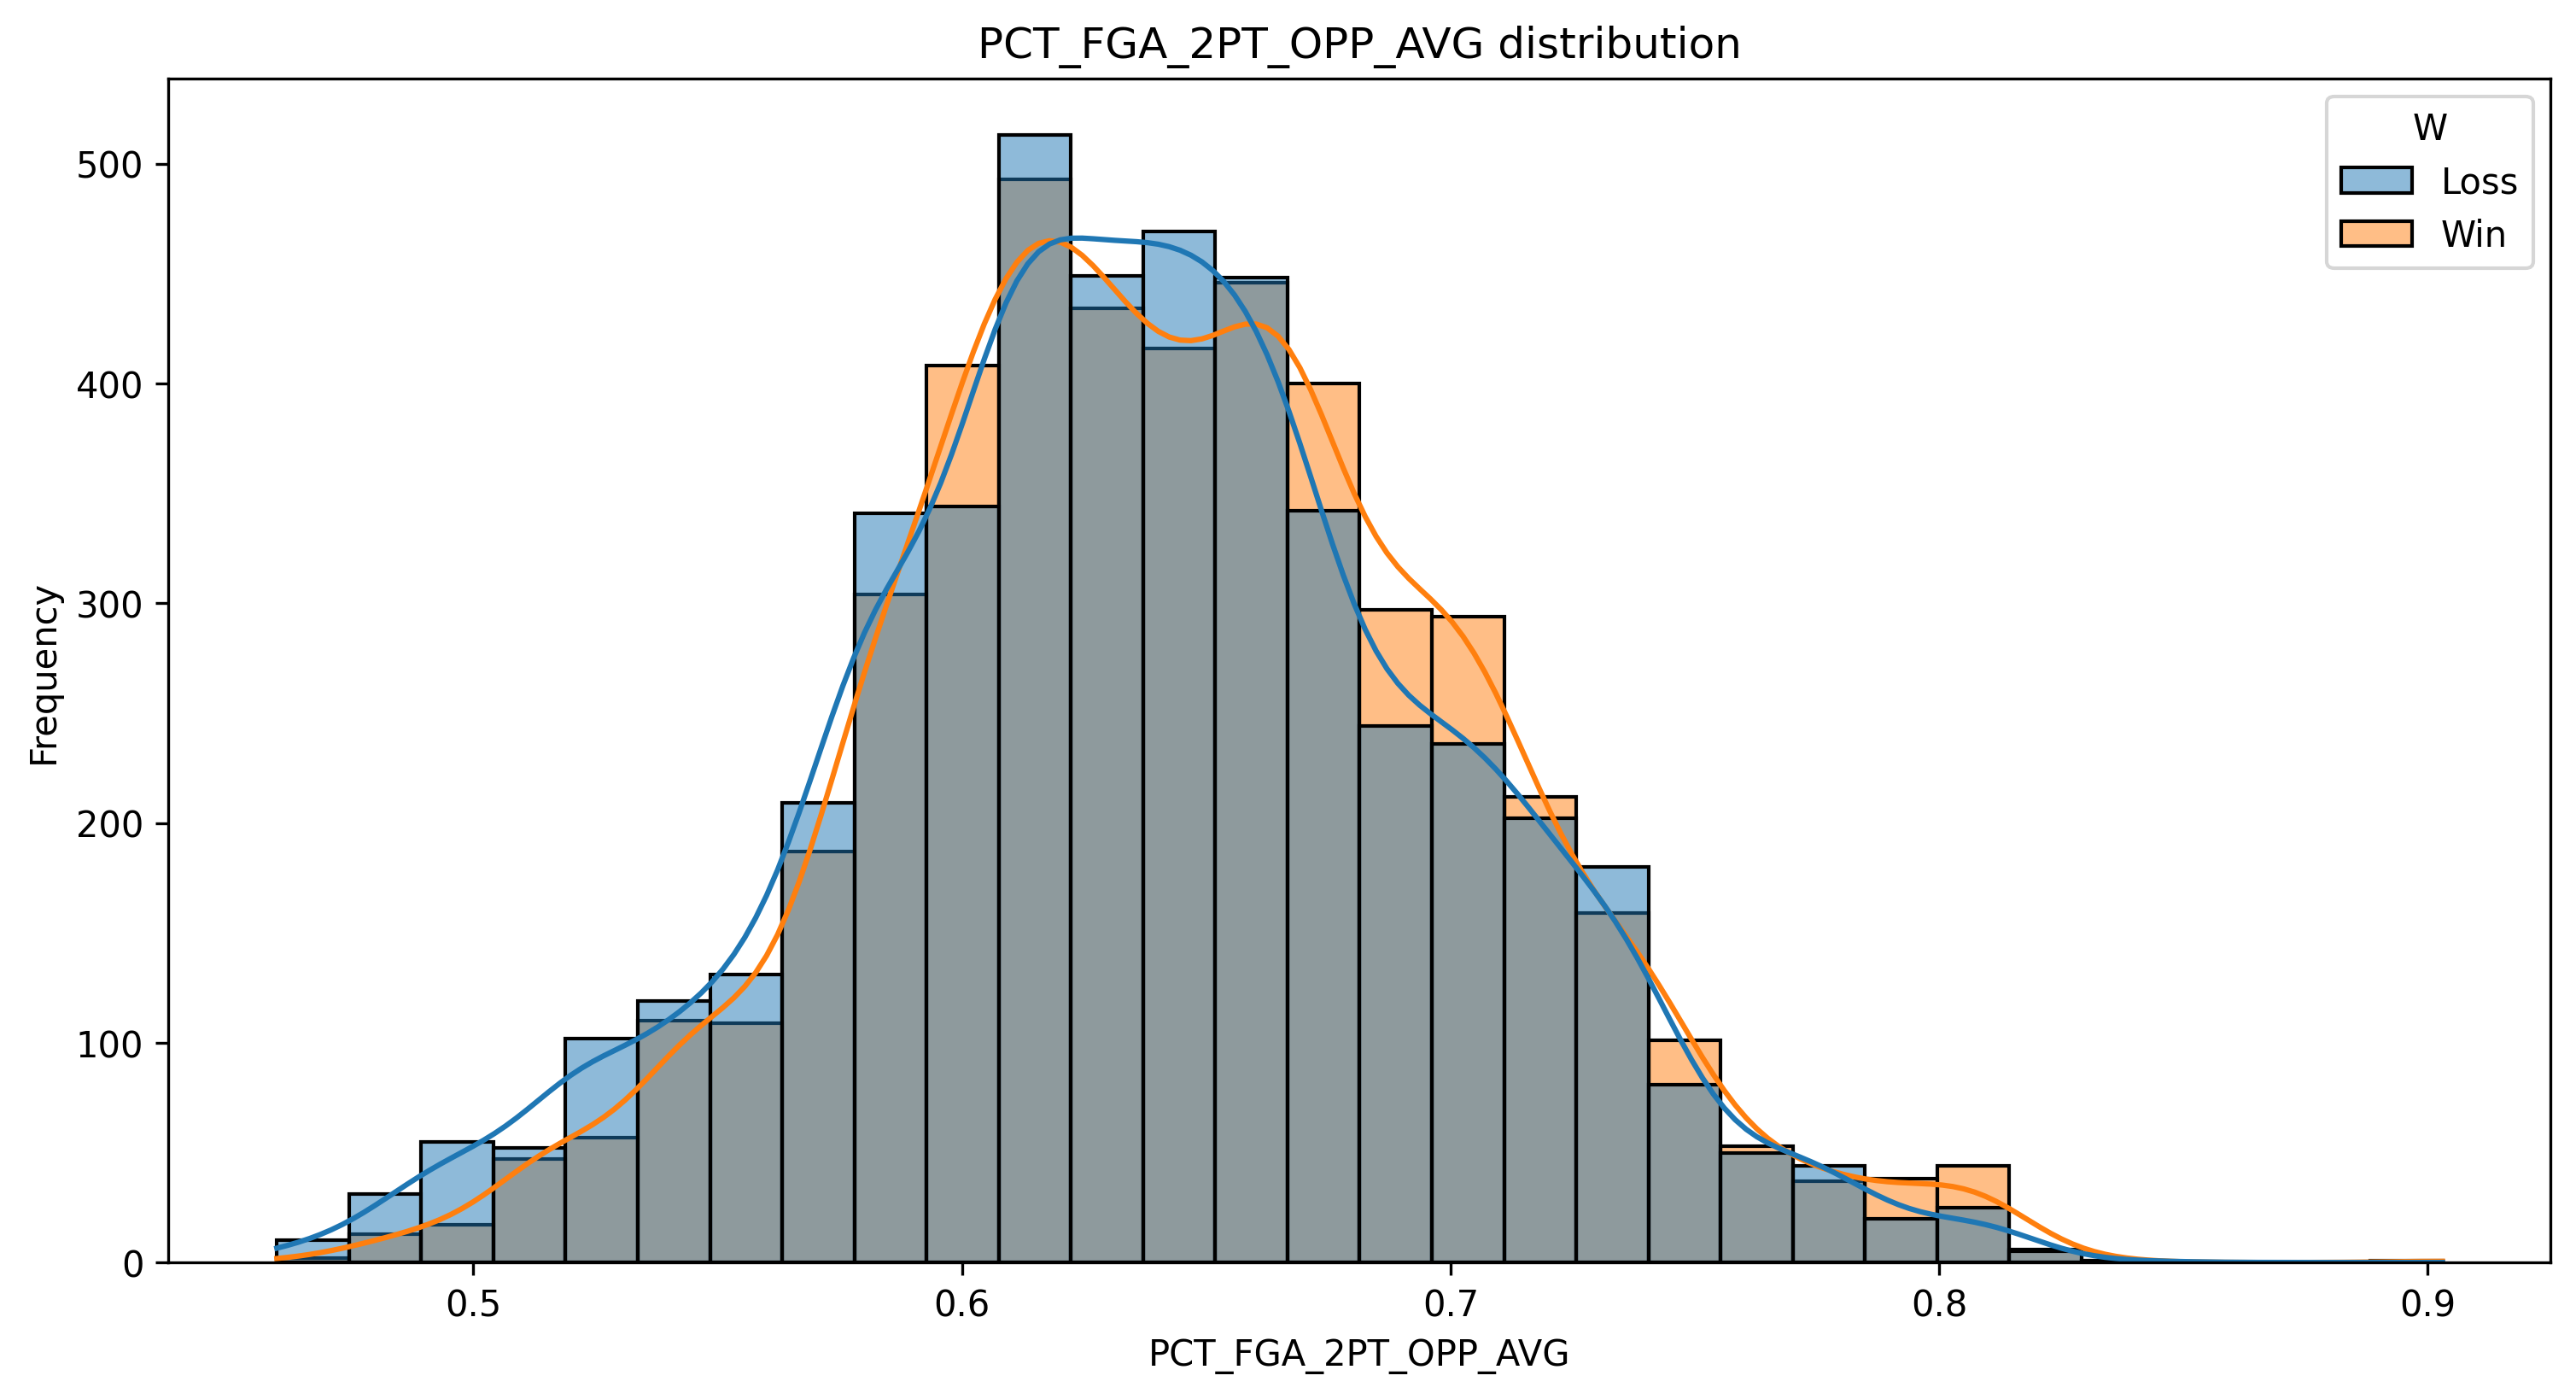 PCT_FGA_2PT_OPP_AVG distribution
W
Loss
Win
Frequency
500
400
300
200
100
0
0.5 0.6 0.7 0.8 0.9
PCT_FGA_2PT_OPP_AVG